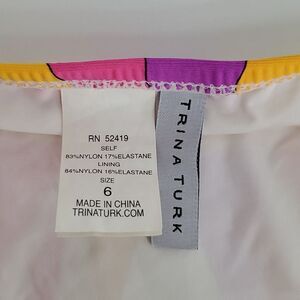 RN 52419
SELF
83%NYLON 17%ELASTANE
LINING
84%NYLON 16%ELASTANE
SIZE
6
MADE IN CHINA
TRINATURK.COM
TRINA TURK